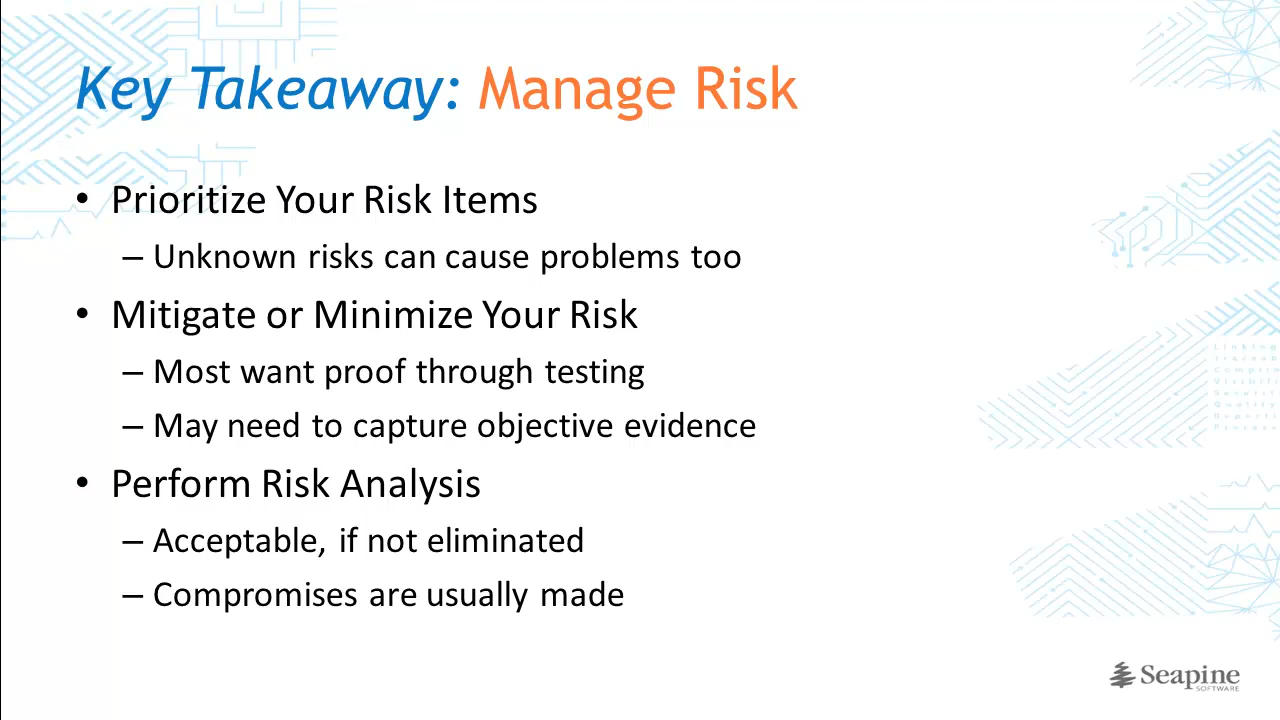 Key Takeaway: Manage Risk
• Prioritize Your Risk Items
– Unknown risks can cause problems too
• Mitigate or Minimize Your Risk
– Most want proof through testing
– May need to capture objective evidence
• Perform Risk Analysis
– Acceptable, if not eliminated
– Compromises are usually made
Seapine
SOFTWARE